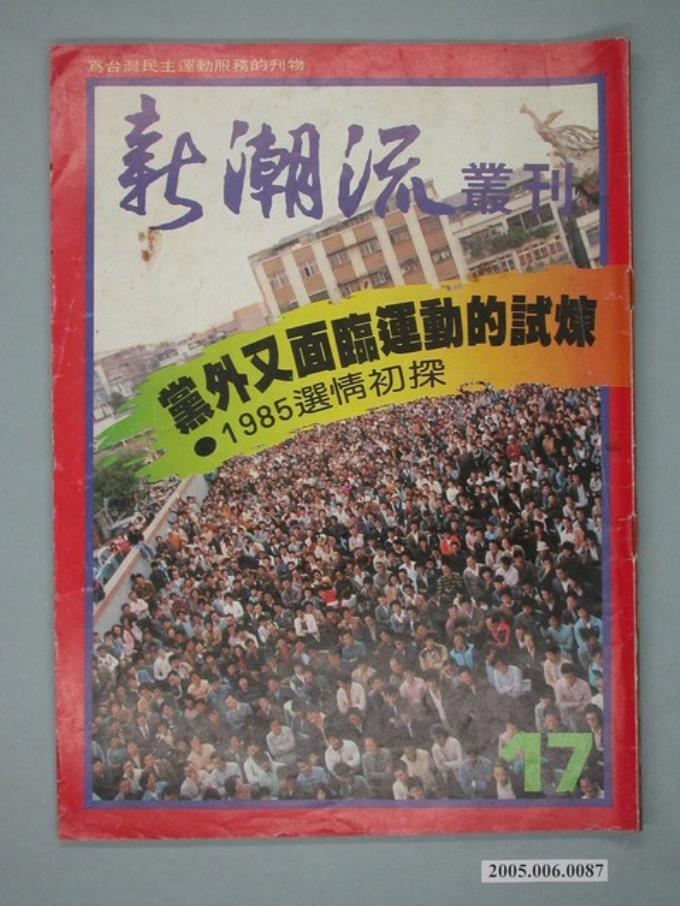 為台灣民主運動服務的刊物
新潮流 叢刊
黨外又面臨運動的試煉
●1985選情初探
17
2005.006.0087